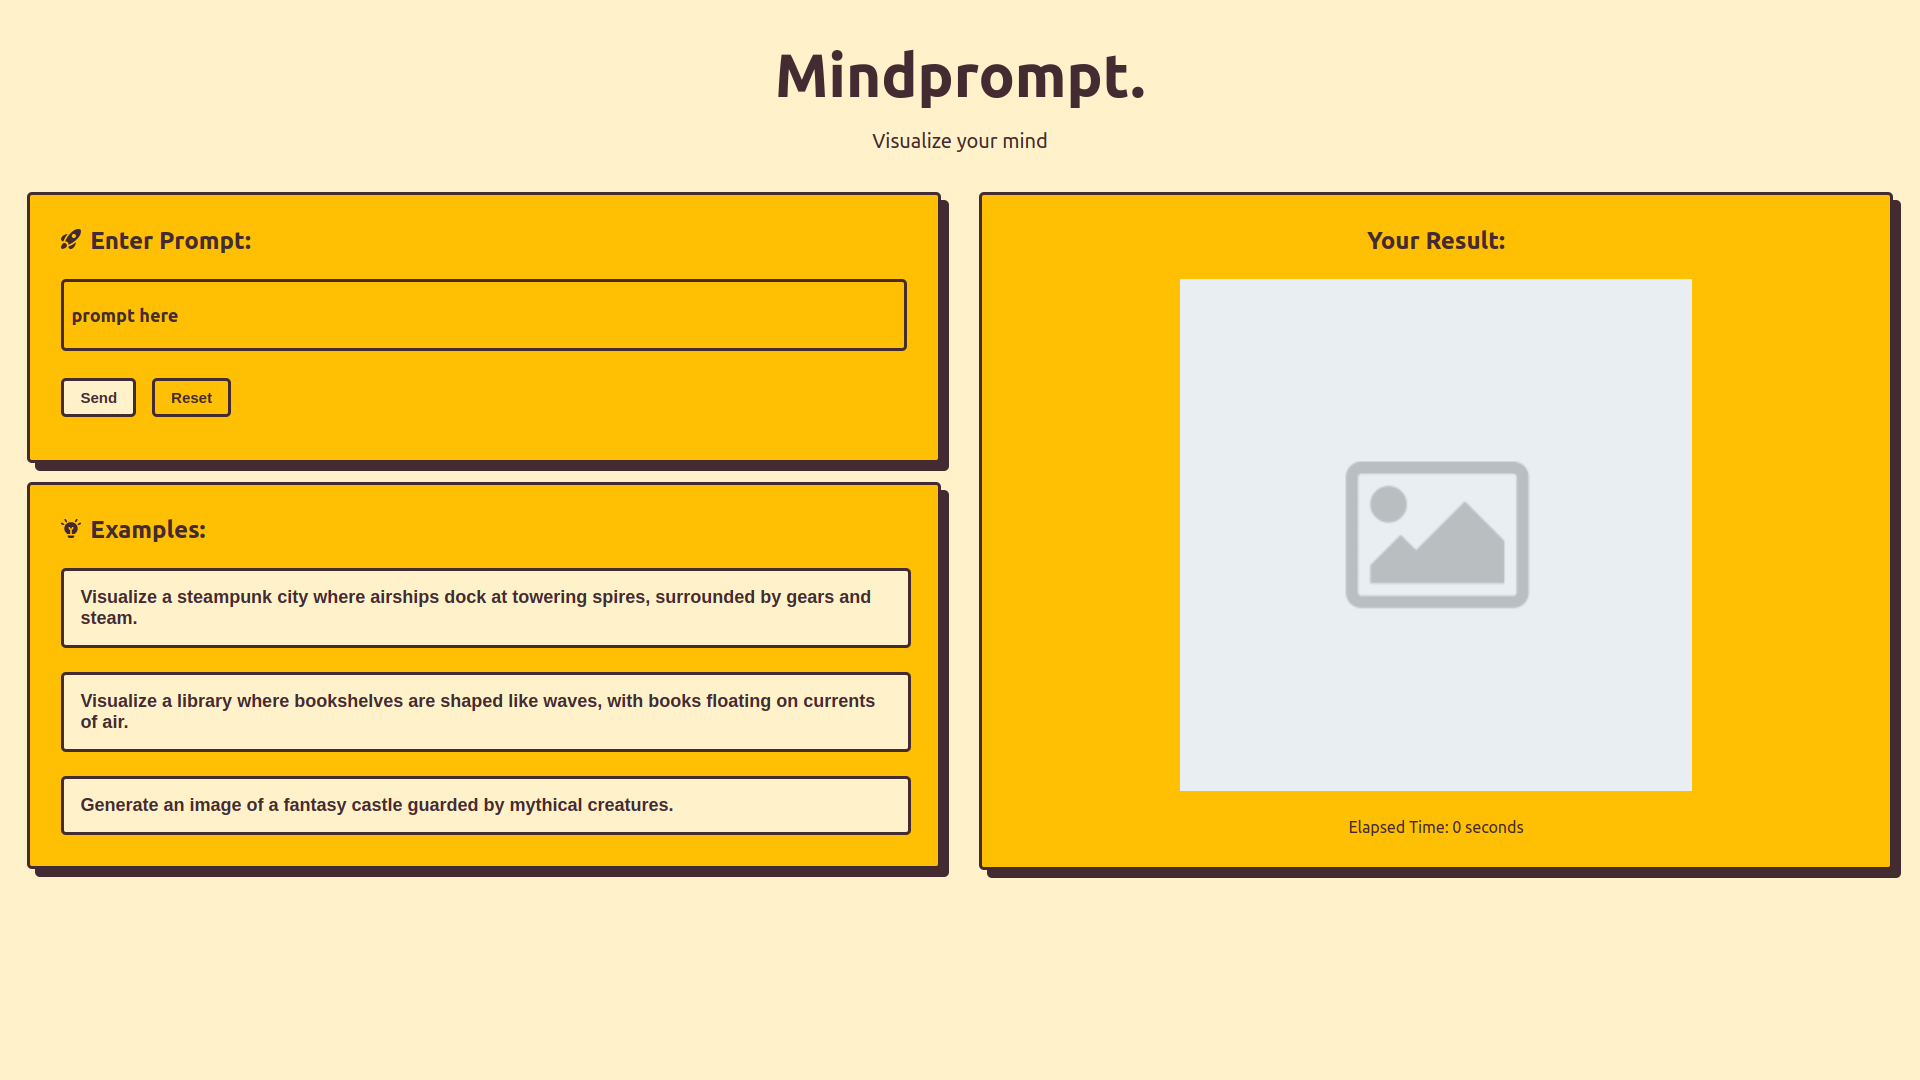 Mindprompt.
Visualize your mind
Enter Prompt:
prompt here
Send
Reset
Examples:
Visualize a steampunk city where airships dock at towering spires, surrounded by gears and
steam.
Visualize a library where bookshelves are shaped like waves, with books floating on currents
of air.
Generate an image of a fantasy castle guarded by mythical creatures.
Your Result:
Elapsed Time: 0 seconds